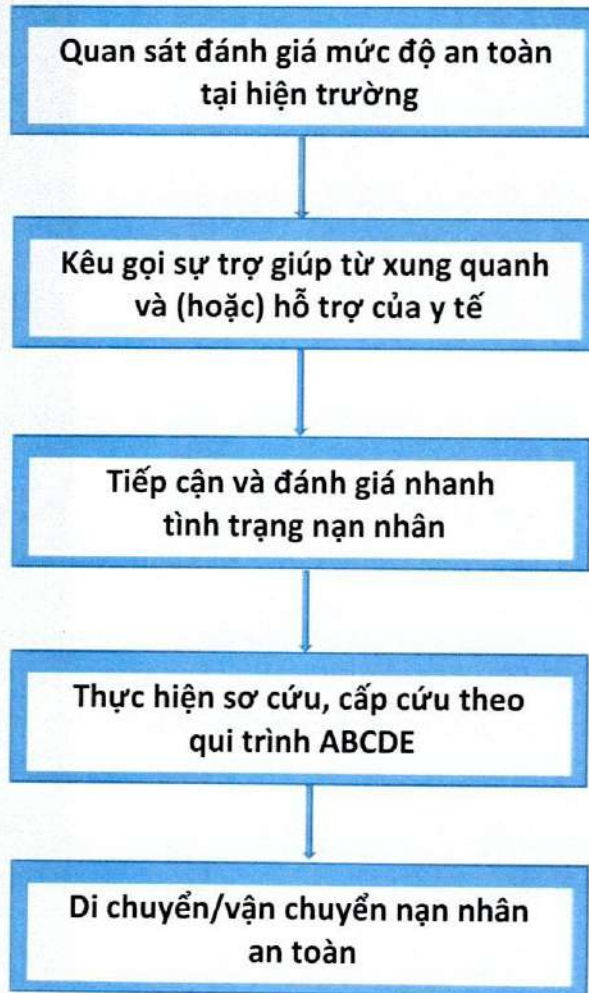 Quan sát đánh giá mức độ an toàn
tại hiện trường
Kêu gọi sự trợ giúp từ xung quanh
và (hoặc) hỗ trợ của y tế
Tiếp cận và đánh giá nhanh
tình trạng nạn nhân
Thực hiện sơ cứu, cấp cứu theo
qui trình ABCDE
Di chuyển/vận chuyển nạn nhân
an toàn